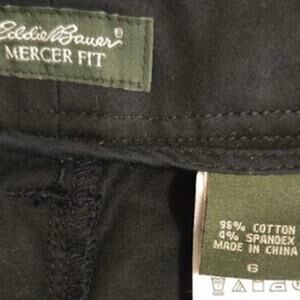 Eddie Bauer®
MERCER FIT
96% COTTON
4% SPANDEX
MADE IN CHINA
6